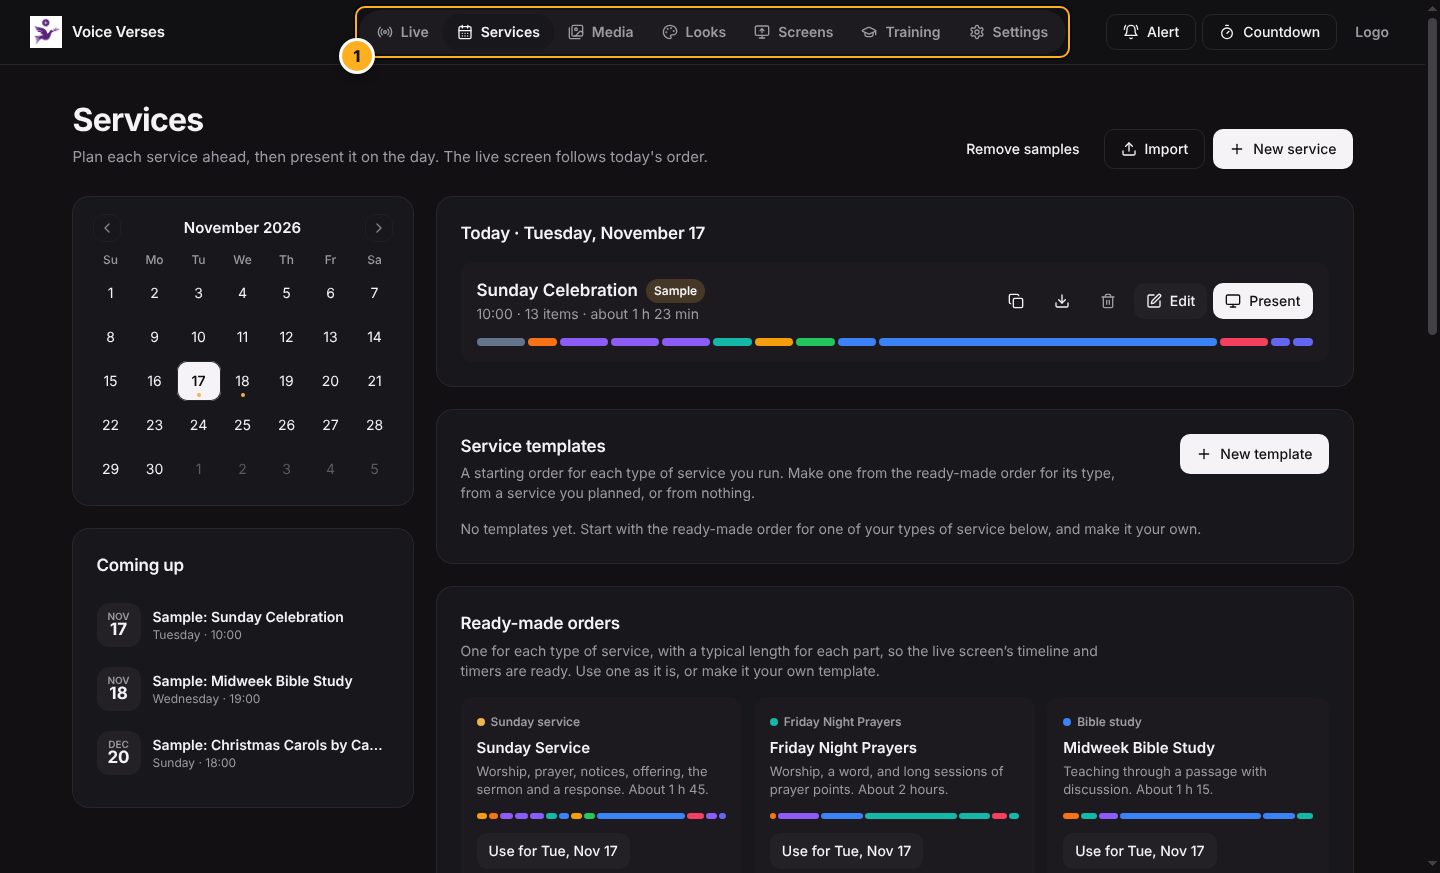 Voice Verses
Live
Services
Media
Looks
Screens
Training
Settings
Alert
Countdown
Logo
1
Services
Plan each service ahead, then present it on the day. The live screen follows today's order.
Remove samples
Import
New service
November 2026
Su Mo Tu We Th Fr Sa
1 2 3 4 5 6 7
8 9 10 11 12 13 14
15 16 17 18 19 20 21
22 23 24 25 26 27 28
29 30 1 2 3 4 5
Coming up
NOV
17
Sample: Sunday Celebration
Tuesday · 10:00
NOV
18
Sample: Midweek Bible Study
Wednesday · 19:00
DEC
20
Sample: Christmas Carols by Ca...
Sunday · 18:00
Today · Tuesday, November 17
Sunday Celebration Sample
10:00 · 13 items · about 1 h 23 min
Edit
Present
Service templates
A starting order for each type of service you run. Make one from the ready-made order for its type,
from a service you planned, or from nothing.
New template
No templates yet. Start with the ready-made order for one of your types of service below, and make it your own.
Ready-made orders
One for each type of service, with a typical length for each part, so the live screen’s timeline and
timers are ready. Use one as it is, or make it your own template.
Sunday service
Sunday Service
Worship, prayer, notices, offering, the
sermon and a response. About 1 h 45.
Use for Tue, Nov 17
Friday Night Prayers
Friday Night Prayers
Worship, a word, and long sessions of
prayer points. About 2 hours.
Use for Tue, Nov 17
Bible study
Midweek Bible Study
Teaching through a passage with
discussion. About 1 h 15.
Use for Tue, Nov 17